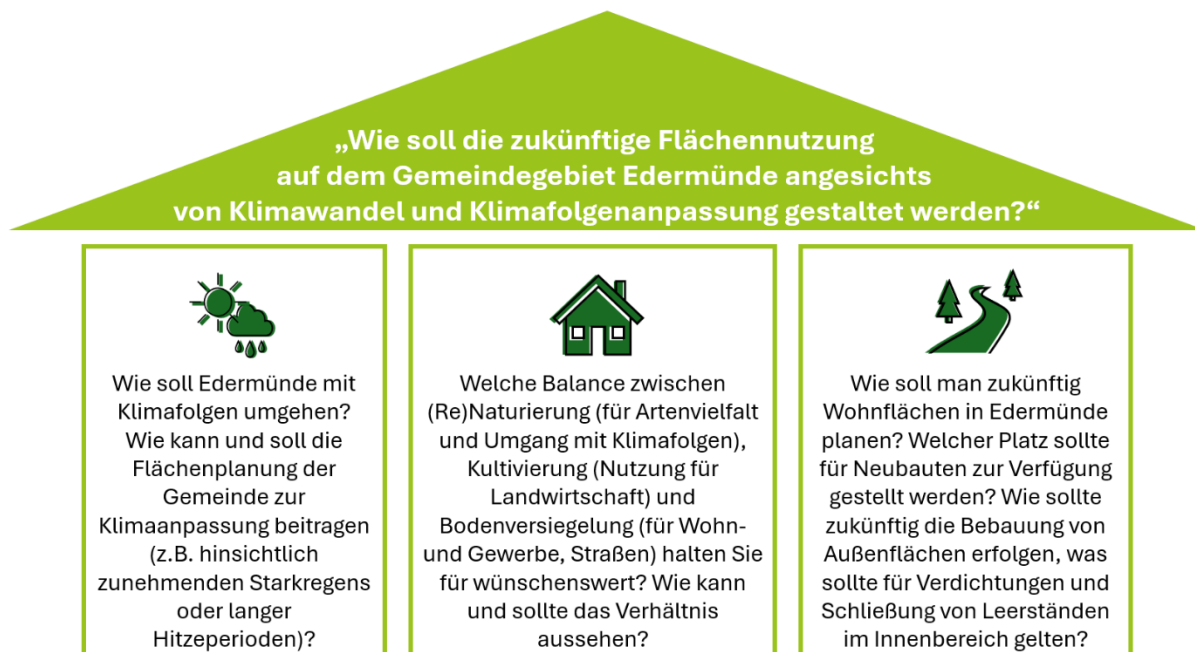 „Wie soll die zukünftige Flächennutzung
auf dem Gemeindegebiet Edermünde angesichts
von Klimawandel und Klimafolgenanpassung gestaltet werden?“
Wie soll Edermünde mit
Klimafolgen umgehen?
Wie kann und soll die
Flächenplanung der
Gemeinde zur
Klimaanpassung beitragen
(z.B. hinsichtlich
zunehmenden Starkregens
oder langer
Hitzeperioden)?
Welche Balance zwischen
(Re)Naturierung (für Artenvielfalt
und Umgang mit Klimafolgen),
Kultivierung (Nutzung für
Landwirtschaft) und
Bodenversiegelung (für Wohn-
und Gewerbe, Straßen) halten Sie
für wünschenswert? Wie kann
und sollte das Verhältnis
aussehen?
Wie soll man zukünftig
Wohnflächen in Edermünde
planen? Welcher Platz sollte
für Neubauten zur Verfügung
gestellt werden? Wie sollte
zukünftig die Bebauung von
Außenflächen erfolgen, was
sollte für Verdichtungen und
Schließung von Leerständen
im Innenbereich gelten?